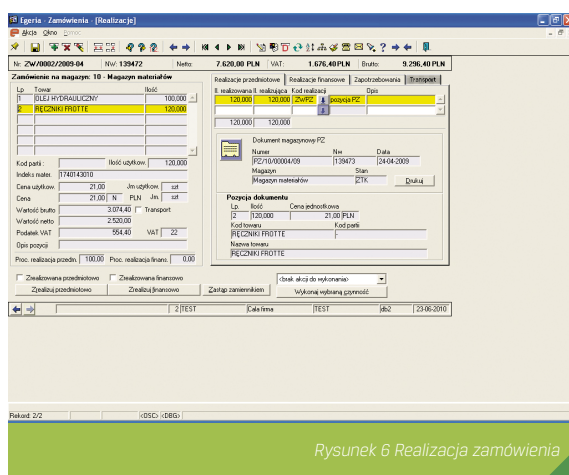 Egeria - Zamówienia - [Realizacje]
Akcja Okno Pomoc
Nr: ZW/0002/2009-04 NW: 139472 Netto: 7.620,00 PLN VAT: 1.676,40 PLN Brutto: 9.296,40 PLN
Zamówienie na magazyn: 10 - Magazyn materiałów
Lp Towar Ilość
1 OLEJ HYDRAULICZNY 100,000
2 RĘCZNIKI FROTTE 120,000
Kod partii: Ilość użytkow. 120,000
Indeks mater. 1740143010
Cena użytkow. 21,00 Jm użytkow. szt
Cena 21,00 N PLN Jm. szt
Wartość brutto 3.074,40 Transport
Wartość netto 2.520,00
Podatek VAT 554,40 VAT 22
Opis pozycji
Proc. realizacja przedm. 100,00 Proc. realizacja finans. 0,00
Zrealizowana przedmiotowo Zrealizowana finansowo
Zrealizuj przedmiotowo Zrealizuj finansowo Zastąp zamiennikiem
Realizacje przedmiotowe Realizacje finansowe Zapotrzebowania Transport
Il. realizowana Il. realizująca Kod realizacji Opis
120,000 120,000 ZWPZ pozycja PZ
120,000 120,000
Dokument magazynowy PZ
Numer Nw Data
PZ/10/00004/09 139473 24-04-2009
Magazyn Stan
Magazyn materiałów ZTK Drukuj
Pozycja dokumentu
Lp. Ilość Cena jednostkowa
2 120,000 21,00 PLN
Kod towaru Kod partii
RĘCZNIKI FROTTE -
Nazwa towaru
RĘCZNIKI FROTTE
<brak akcji do wykonania>
Wykonaj wybraną czynność
2 TEST Cała firma TEST db2 23-06-2010
Rekord: 2/2 <OSC> <DBG>
Rysunek 6 Realizacja zamówienia